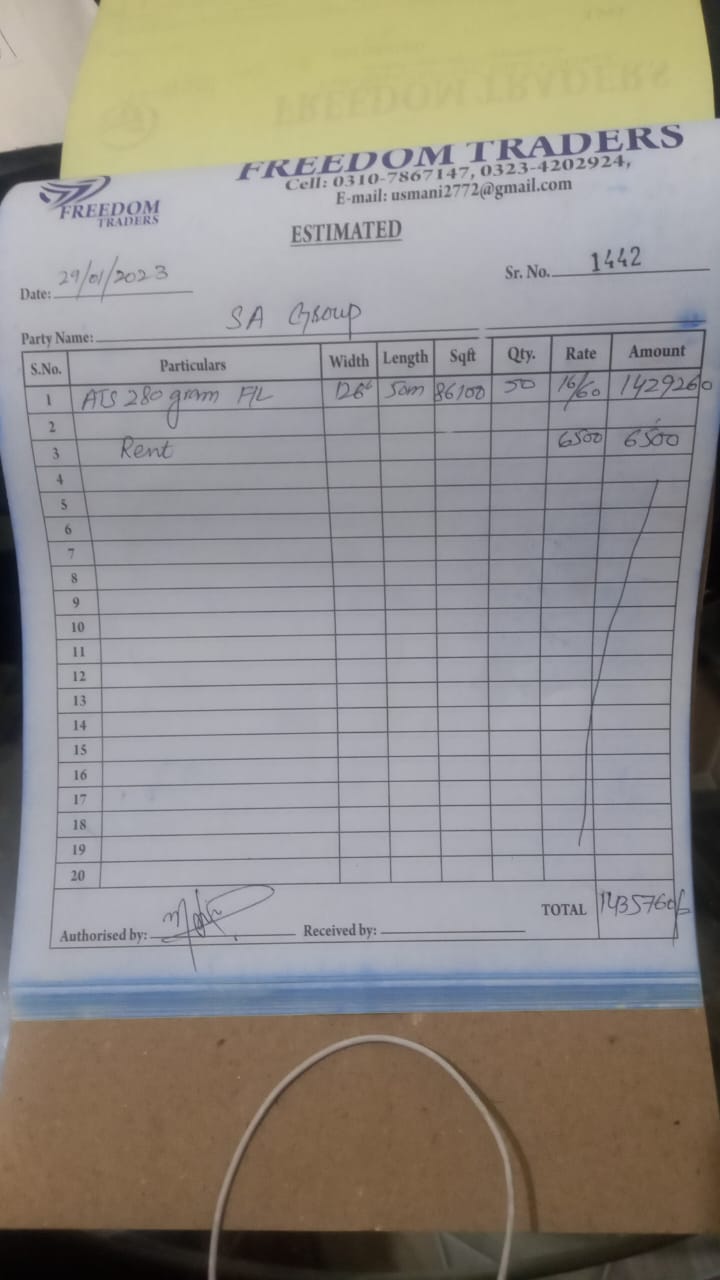 FREEDOM TRADERS
FREEDOM TRADERS
Cell: 0310-7867147, 0323-4202924,
E-mail: usmani2772@gmail.com
FREEDOM
TRADERS
ESTIMATED
Date: 29/01/2023 Sr. No. 1442
Party Name: SA Group
S.No. Particulars Width Length Sqft Qty. Rate Amount
1 ATS 280 gram F/L 126" 50m 86100 50 16/60 1429260
2
3 Rent 6500 6500
4
5
6
7
8
9
10
11
12
13
14
15
16
17
18
19
20
TOTAL 1435760/-
Authorised by: Received by: